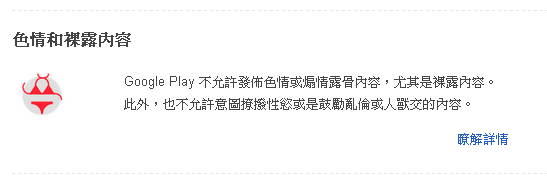 色情和裸露內容
Google Play 不允許發佈色情或煽情露骨內容，尤其是裸露內容。
此外，也不允許意圖撩撥性慾或是鼓勵亂倫或人獸交的內容。
瞭解詳情